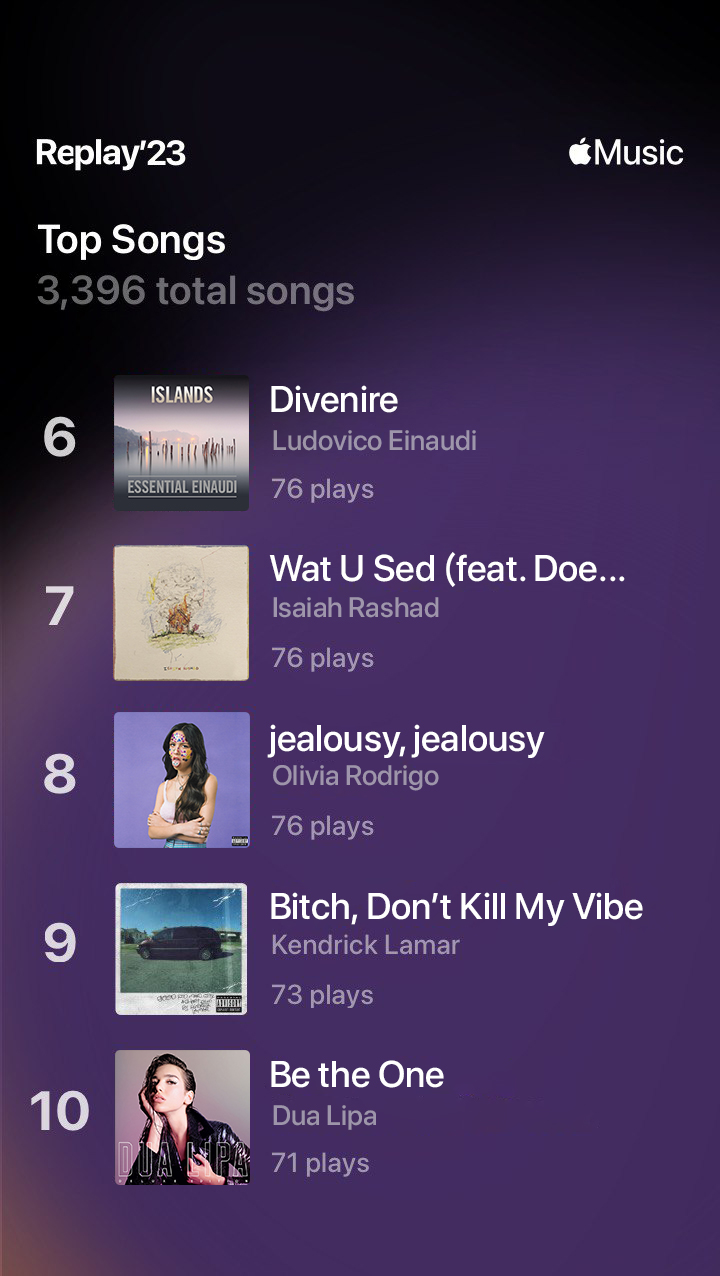 Replay'23
Music
Top Songs
3,396 total songs
6
ISLANDS
ESSENTIAL EINAUDI
Divenire
Ludovico Einaudi
76 plays
7
Wat U Sed (feat. Doe...
Isaiah Rashad
76 plays
8
jealousy, jealousy
Olivia Rodrigo
76 plays
9
Bitch, Don’t Kill My Vibe
Kendrick Lamar
73 plays
10
DUA LIPA
Be the One
Dua Lipa
71 plays